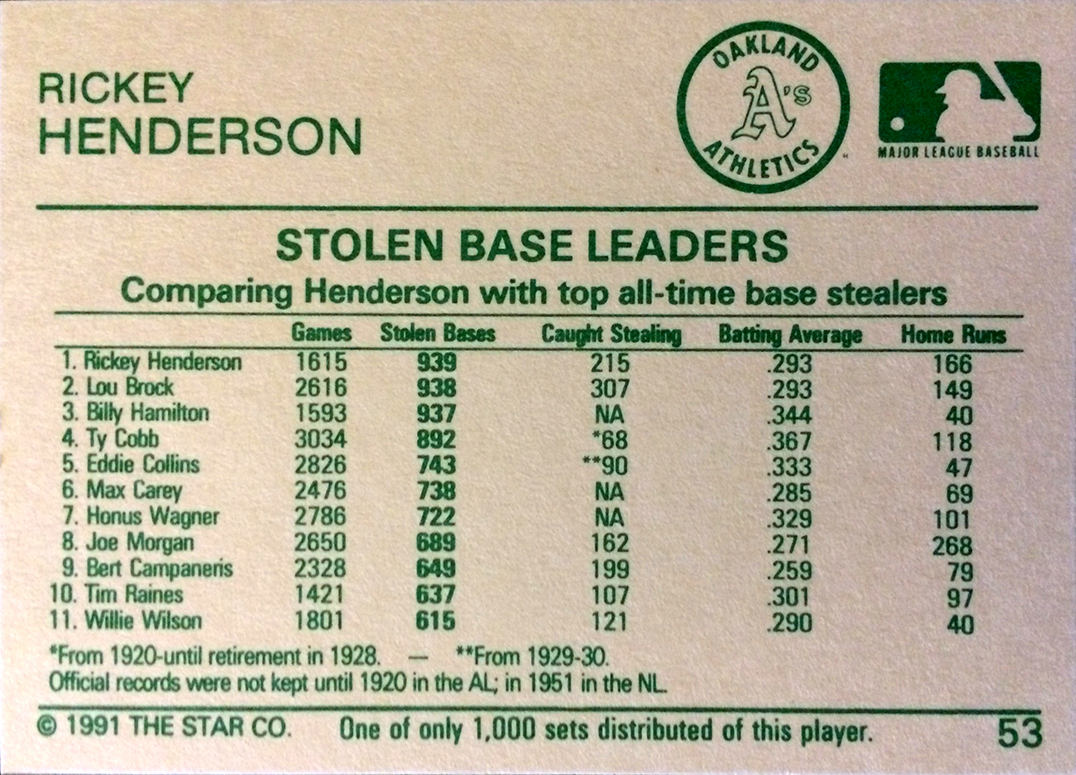 RICKEY
HENDERSON
OAKLAND
A's
ATHLETICS
MAJOR LEAGUE BASEBALL
STOLEN BASE LEADERS
Comparing Henderson with top all-time base stealers
Games Stolen Bases Caught Stealing Batting Average Home Runs
1. Rickey Henderson 1615 939 215 .293 166
2. Lou Brock 2616 938 307 .293 149
3. Billy Hamilton 1593 937 NA .344 40
4. Ty Cobb 3034 892 *68 .367 118
5. Eddie Collins 2826 743 **90 .333 47
6. Max Carey 2476 738 NA .285 69
7. Honus Wagner 2786 722 NA .329 101
8. Joe Morgan 2650 689 162 .271 268
9. Bert Campaneris 2328 649 199 .259 79
10. Tim Raines 1421 637 107 .301 97
11. Willie Wilson 1801 615 121 .290 40
*From 1920-until retirement in 1928. — **From 1929-30.
Official records were not kept until 1920 in the AL; in 1951 in the NL.
© 1991 THE STAR CO. One of only 1,000 sets distributed of this player. 53